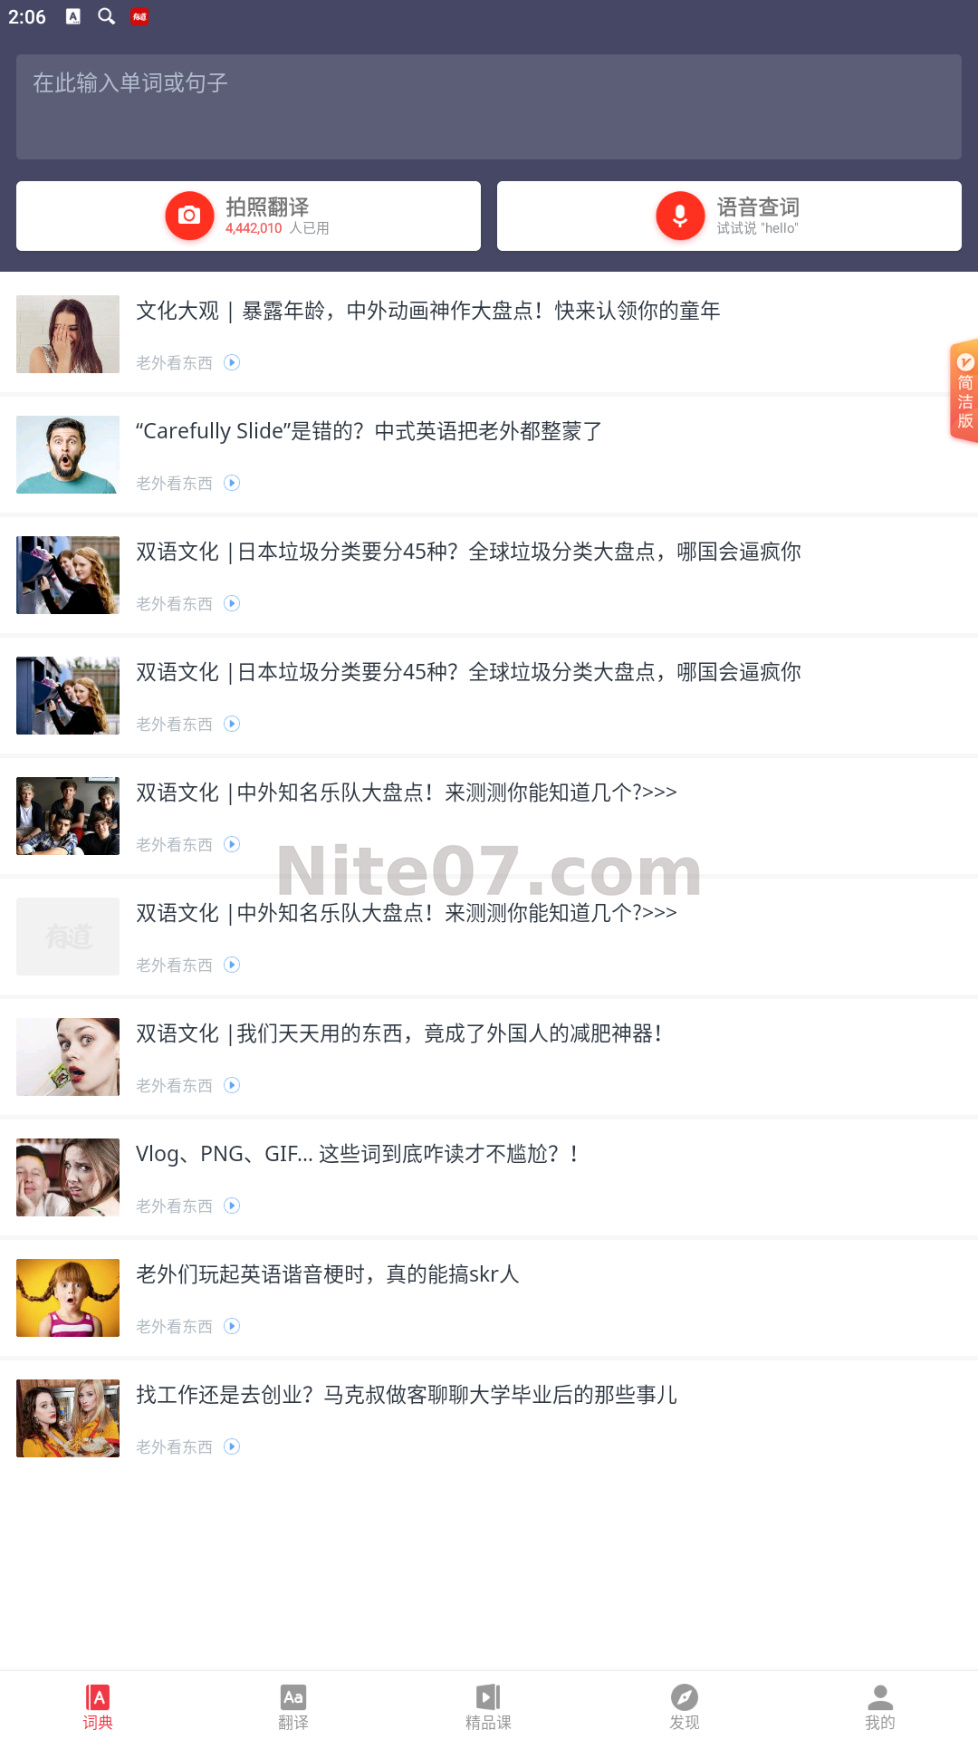 2:06
有道
在此输入单词或句子
拍照翻译
4,442,010 人已用
语音查词
试试说 "hello"
文化大观 | 暴露年龄，中外动画神作大盘点！快来认领你的童年
老外看东西
简洁版
“Carefully Slide”是错的？中式英语把老外都整蒙了
老外看东西
双语文化 |日本垃圾分类要分45种？全球垃圾分类大盘点，哪国会逼疯你
老外看东西
双语文化 |日本垃圾分类要分45种？全球垃圾分类大盘点，哪国会逼疯你
老外看东西
双语文化 |中外知名乐队大盘点！来测测你能知道几个?>>>
老外看东西
Nite07.com
双语文化 |中外知名乐队大盘点！来测测你能知道几个?>>>
有道
老外看东西
双语文化 |我们天天用的东西，竟成了外国人的减肥神器！
老外看东西
Vlog、PNG、GIF... 这些词到底咋读才不尴尬？！
老外看东西
老外们玩起英语谐音梗时，真的能搞skr人
老外看东西
找工作还是去创业？马克叔做客聊聊大学毕业后的那些事儿
老外看东西
词典
翻译
精品课
发现
我的